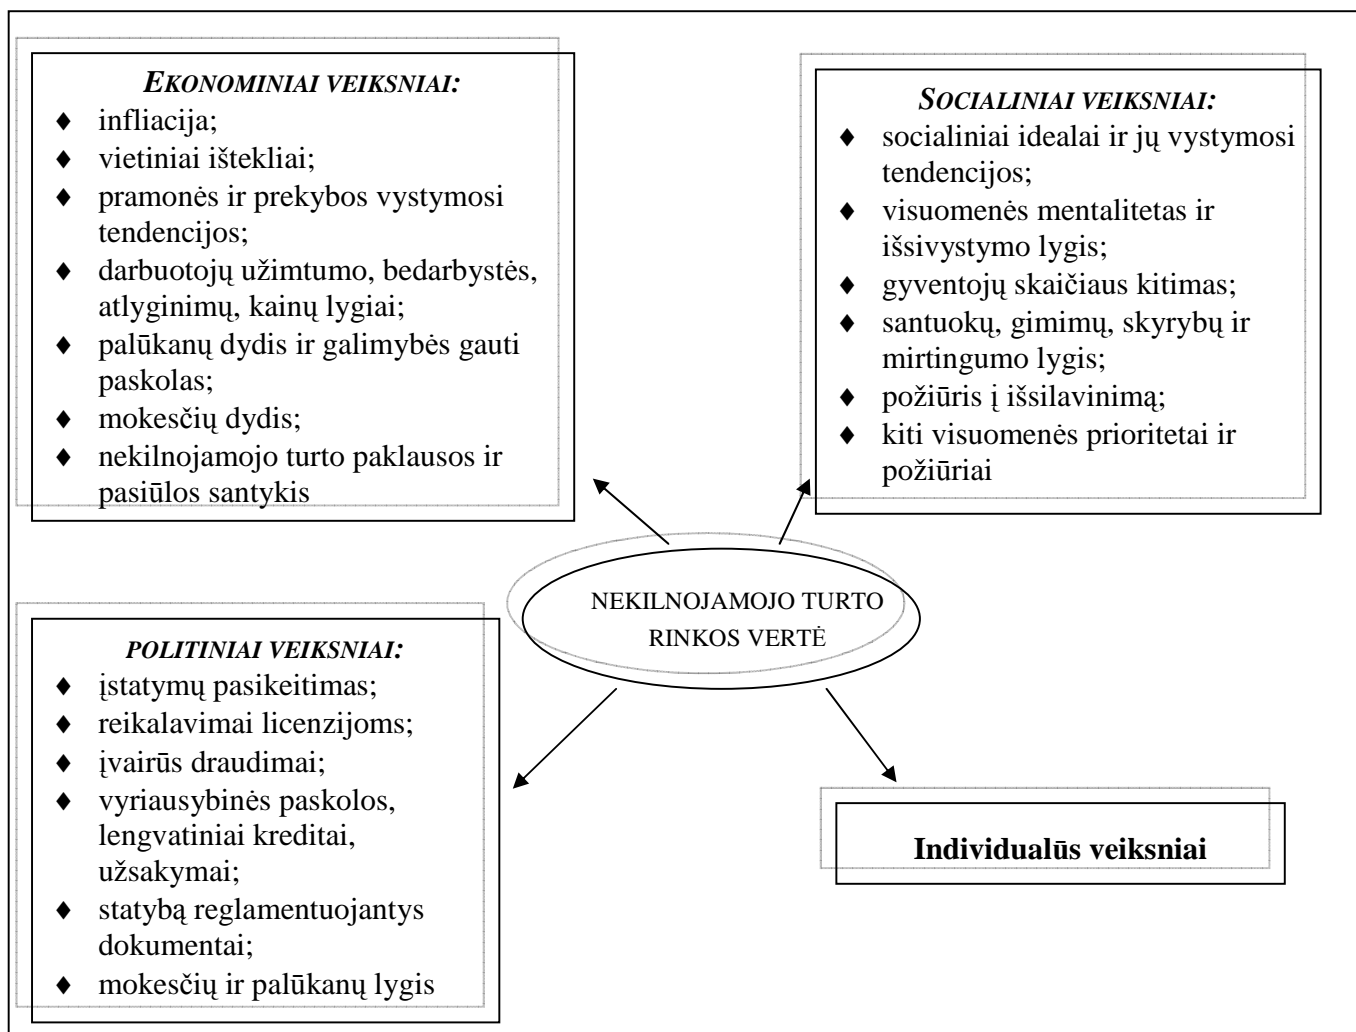 EKONOMINIAI VEIKSNIAI:
♦ infliacija;
♦ vietiniai ištekliai;
♦ pramonės ir prekybos vystymosi
tendencijos;
♦ darbuotojų užimtumo, bedarbystės,
atlyginimų, kainų lygiai;
♦ palūkanų dydis ir galimybės gauti
paskolas;
♦ mokesčių dydis;
♦ nekilnojamojo turto paklausos ir
pasiūlos santykis
SOCIALINIAI VEIKSNIAI:
♦ socialiniai idealai ir jų vystymosi
tendencijos;
♦ visuomenės mentalitetas ir
išsivystymo lygis;
♦ gyventojų skaičiaus kitimas;
♦ santuokų, gimimų, skyrybų ir
mirtingumo lygis;
♦ požiūris į išsilavinimą;
♦ kiti visuomenės prioritetai ir
požiūriai
NEKILNOJAMOJO TURTO
RINKOS VERTĖ
POLITINIAI VEIKSNIAI:
♦ įstatymų pasikeitimas;
♦ reikalavimai licenzijoms;
♦ įvairūs draudimai;
♦ vyriausybinės paskolos,
lengvatiniai kreditai,
užsakymai;
♦ statybą reglamentuojantys
dokumentai;
♦ mokesčių ir palūkanų lygis
Individualūs veiksniai